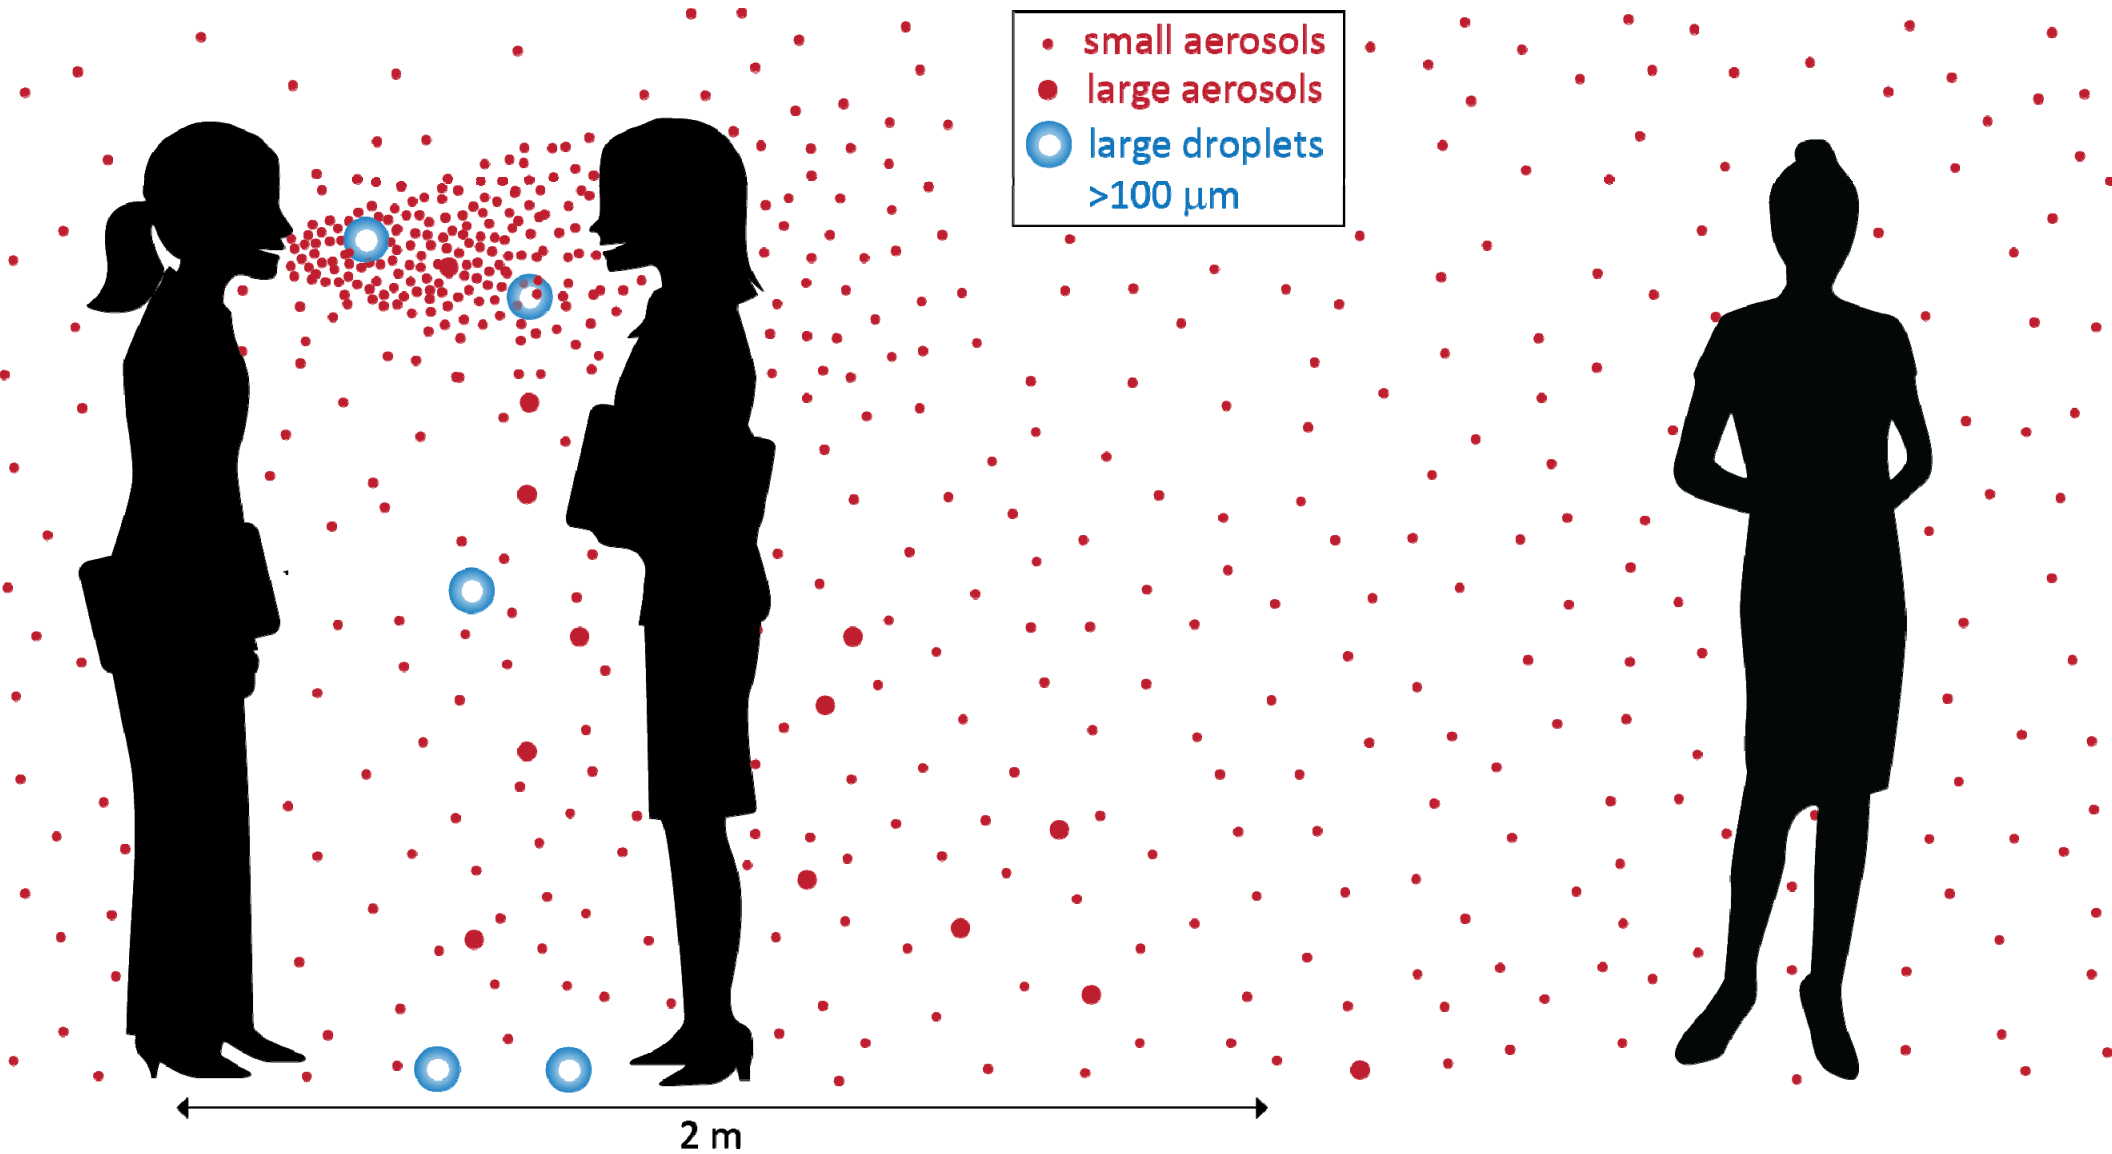 small aerosols
large aerosols
large droplets
>100 μm
2 m